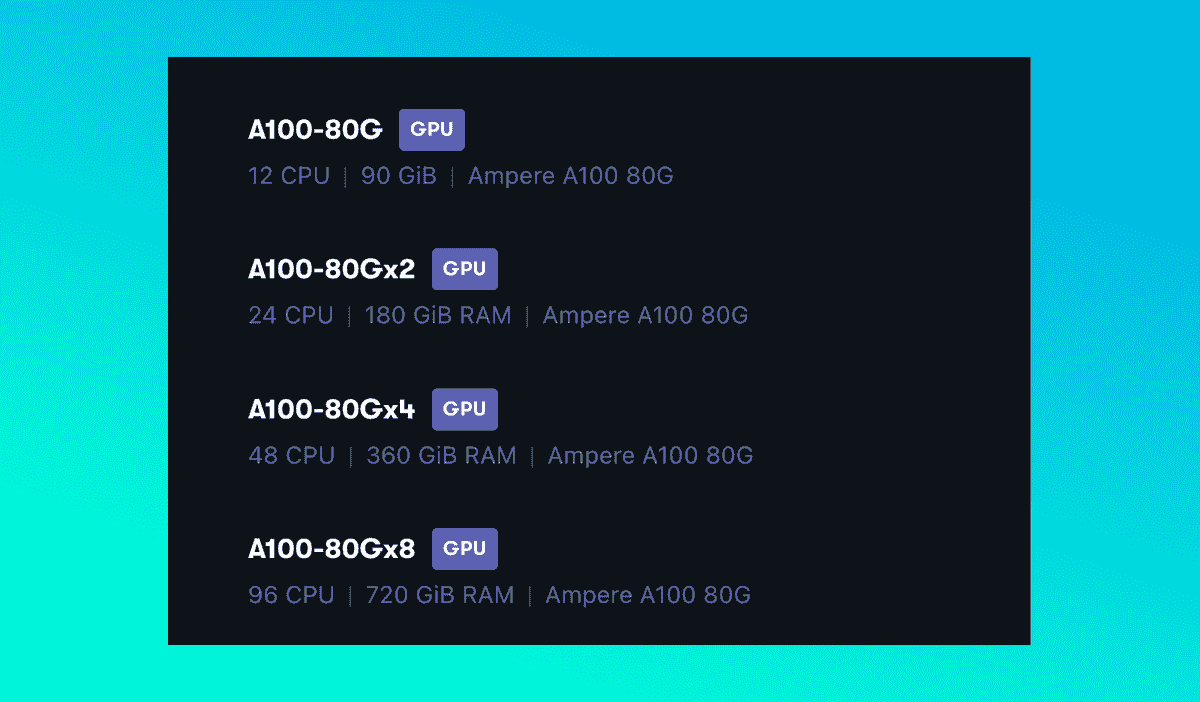 A100-80G GPU
12 CPU | 90 GiB | Ampere A100 80G
A100-80Gx2 GPU
24 CPU | 180 GiB RAM | Ampere A100 80G
A100-80Gx4 GPU
48 CPU | 360 GiB RAM | Ampere A100 80G
A100-80Gx8 GPU
96 CPU | 720 GiB RAM | Ampere A100 80G